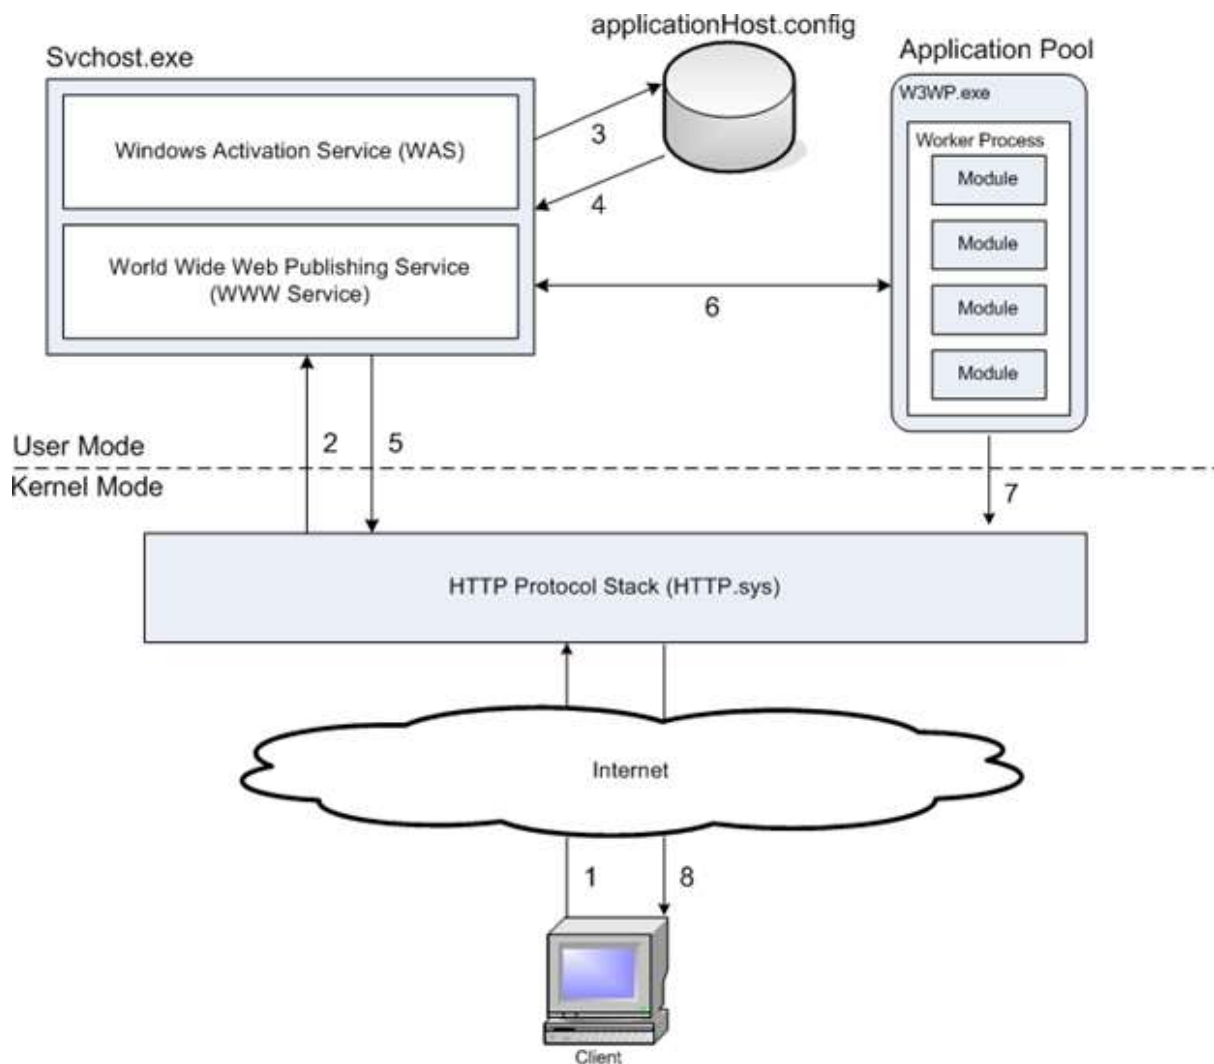 applicationHost.config
Svchost.exe
Application Pool
W3WP.exe
Windows Activation Service (WAS)
3
Worker Process
Module
4
World Wide Web Publishing Service
(WWW Service)
Module
6
Module
Module
User Mode
2
5
Kernel Mode
7
HTTP Protocol Stack (HTTP.sys)
Internet
1
8
Client